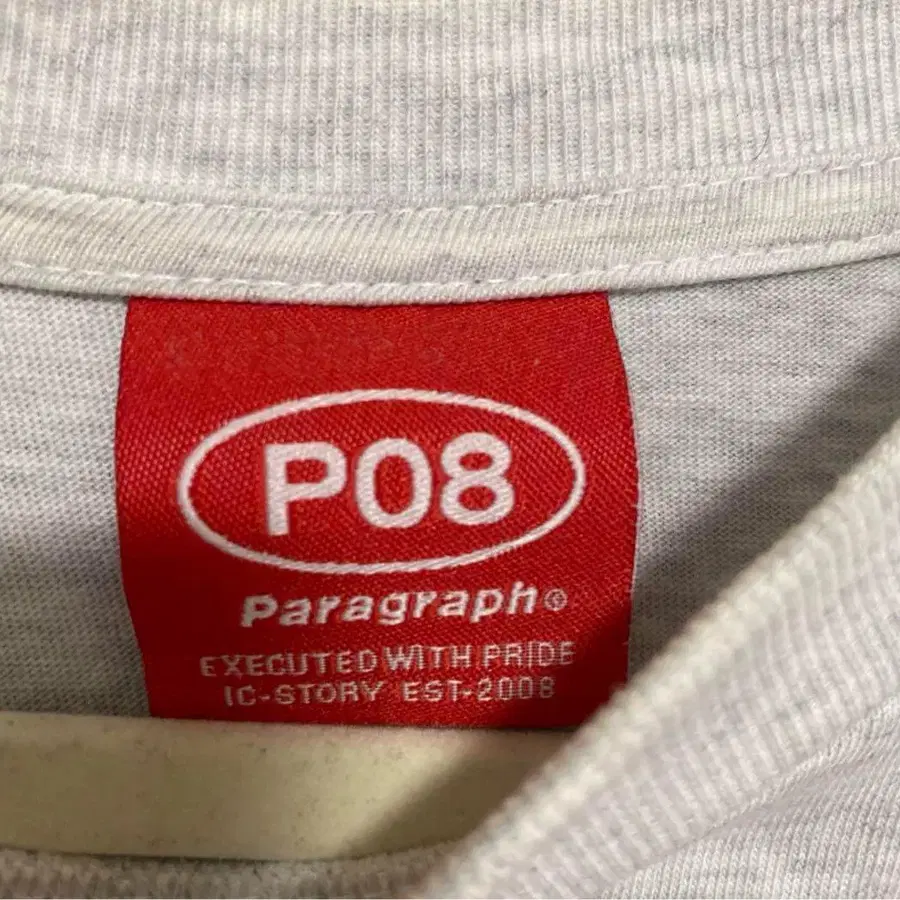 P08
Paragraph®
EXECUTED WITH PRIDE
IC-STORY EST-2008